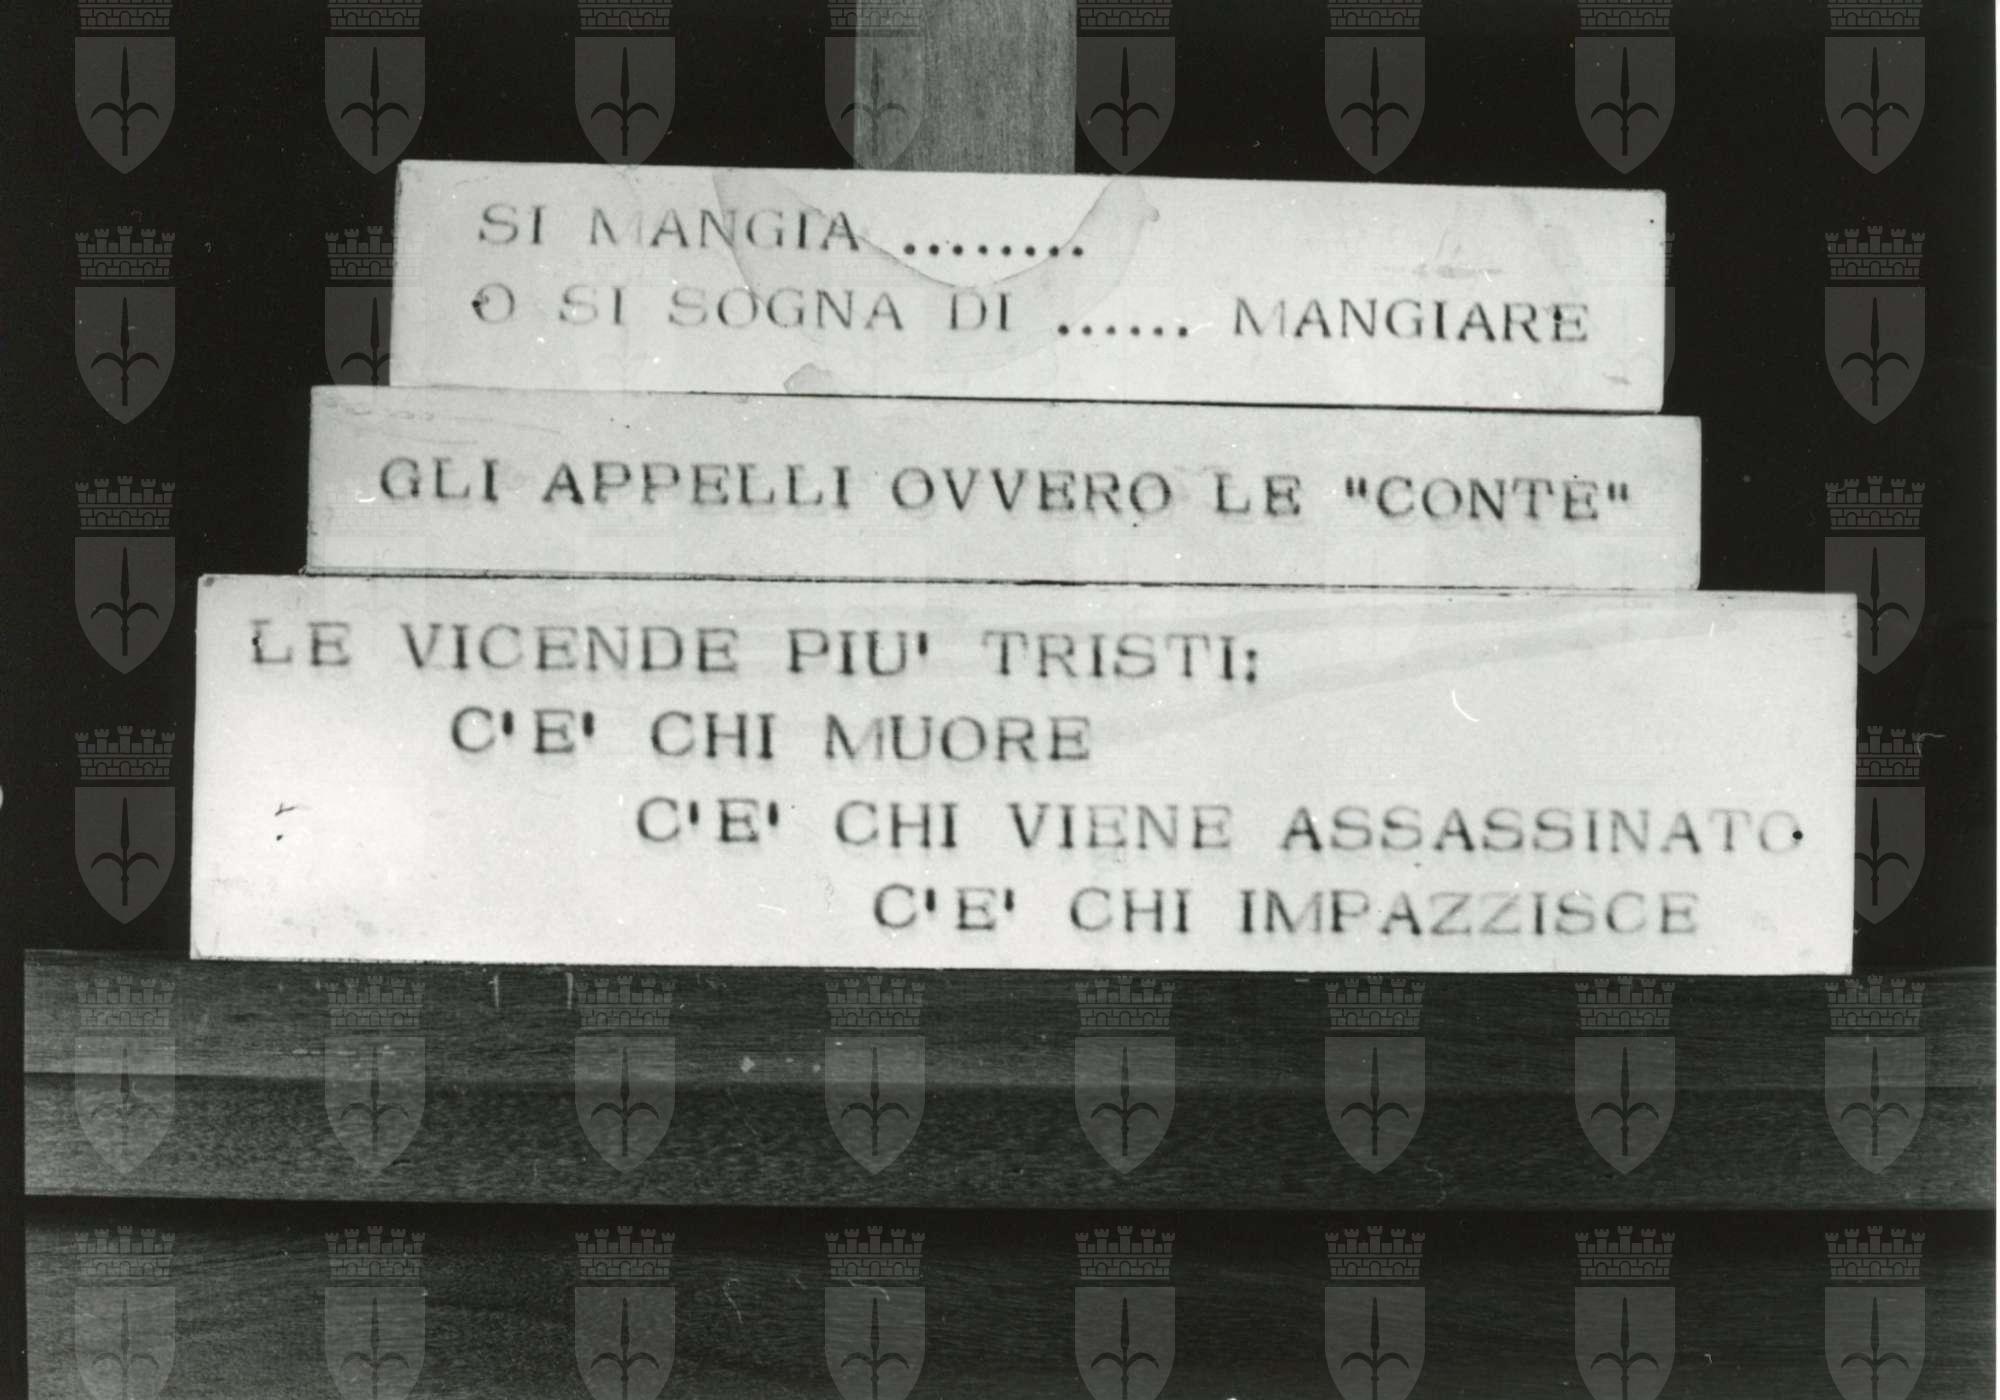 SI MANGIA ........
O SI SOGNA DI ...... MANGIARE
GLI APPELLI OVVERO LE "CONTE"
LE VICENDE PIU' TRISTI:
C'E' CHI MUORE
C'E' CHI VIENE ASSASSINATO
C'E' CHI IMPAZZISCE